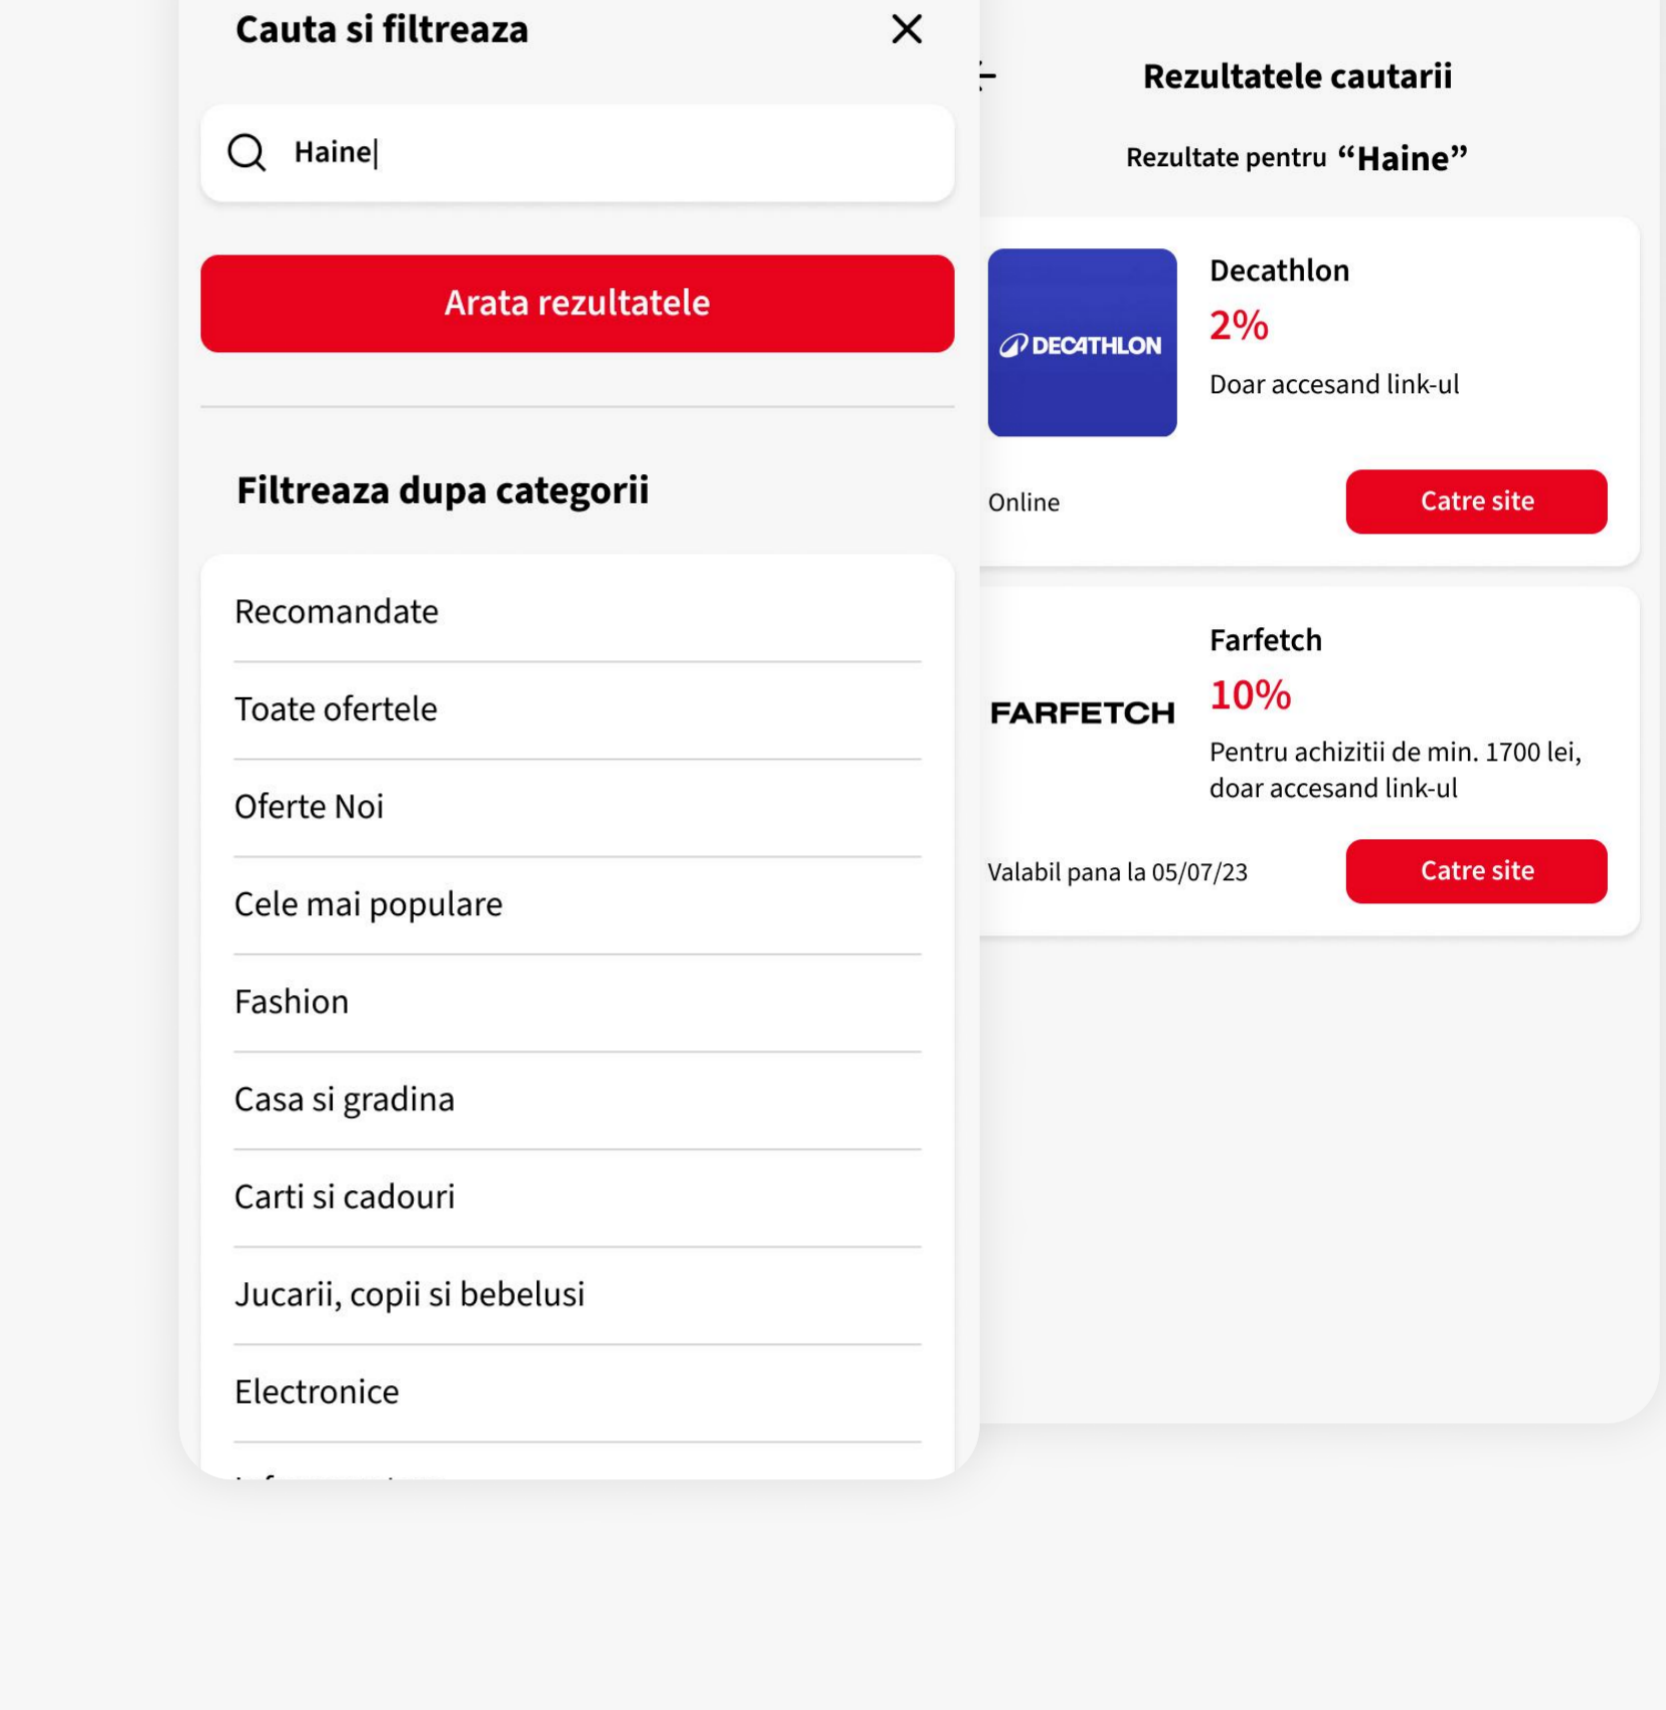 Cauta si filtreaza
Haine
Arata rezultatele
Filtreaza dupa categorii
Recomandate
Toate ofertele
Oferte Noi
Cele mai populare
Fashion
Casa si gradina
Carti si cadouri
Jucarii, copii si bebelusi
Electronice
Rezultatele cautarii
Rezultate pentru “Haine”
DECATHLON
Decathlon
2%
Doar accesand link-ul
Online
Catre site
FARFETCH
Farfetch
10%
Pentru achizitii de min. 1700 lei,
doar accesand link-ul
Valabil pana la 05/07/23
Catre site